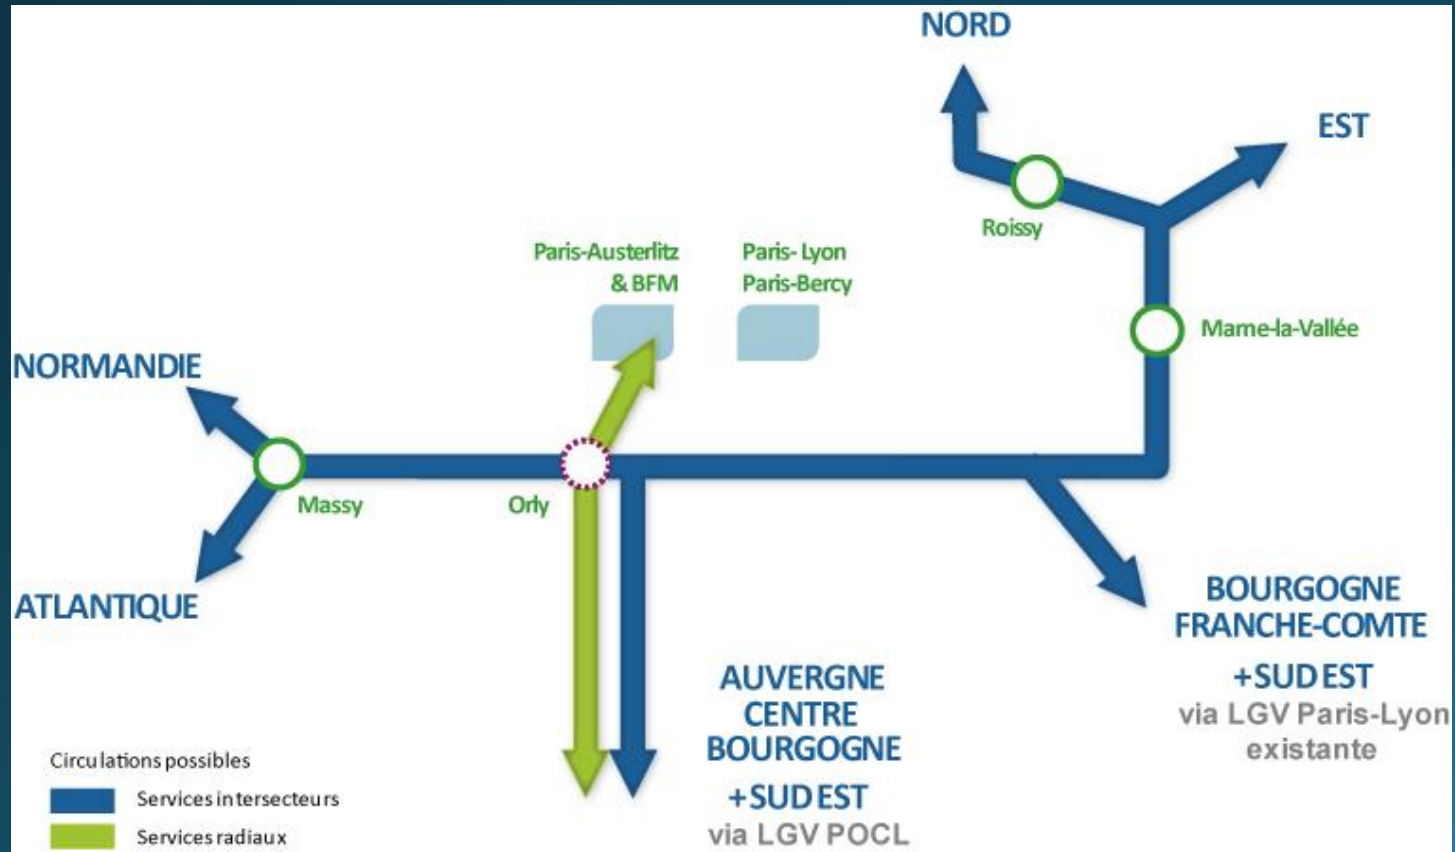 NORD
EST
Roissy
Paris-Austerlitz
& BFM
Paris- Lyon
Paris-Bercy
Marne-la-Vallée
NORMANDIE
Massy
Orly
ATLANTIQUE
BOURGOGNE
FRANCHE-COMTE
+SUD EST
via LGV Paris-Lyon
existante
AUVERGNE
CENTRE
BOURGOGNE
+SUD EST
via LGV POCL
Circulations possibles
Services intersecteurs
Services radiaux